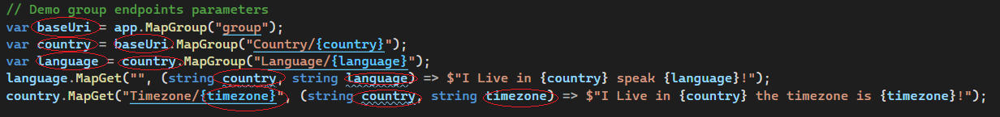 // Demo group endpoints parameters
var baseUri = app.MapGroup("group");
var country = baseUri.MapGroup("Country/{country}");
var language = country.MapGroup("Language/{language}");
language.MapGet("", (string country, string language) => $"I Live in {country} speak {language}!");
country.MapGet("Timezone/{timezone}", (string country, string timezone) => $"I Live in {country} the timezone is {timezone}!");